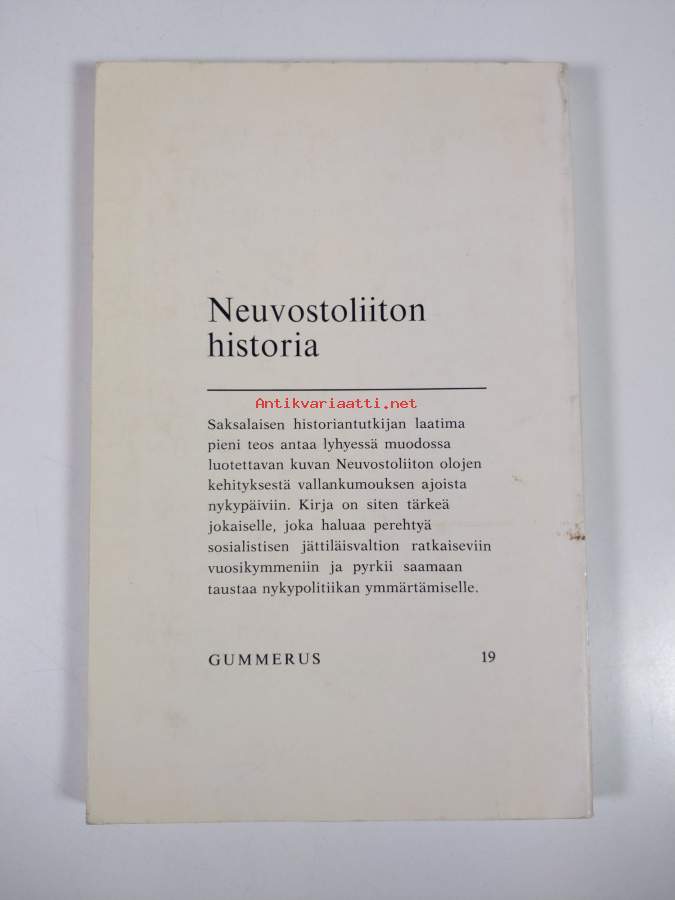 Neuvostoliiton
historia
Antikvariaatti.net
Saksalaisen historiantutkijan laatima
pieni teos antaa lyhyessä muodossa
luotettavan kuvan Neuvostoliiton olojen
kehityksestä vallankumouksen ajoista
nykypäiviin. Kirja on siten tärkeä
jokaiselle, joka haluaa perehtyä
sosialistisen jättiläisvaltion ratkaiseviin
vuosikymmeniin ja pyrkii saamaan
taustaa nykypolitiikan ymmärtämiselle.
GUMMERUS 19